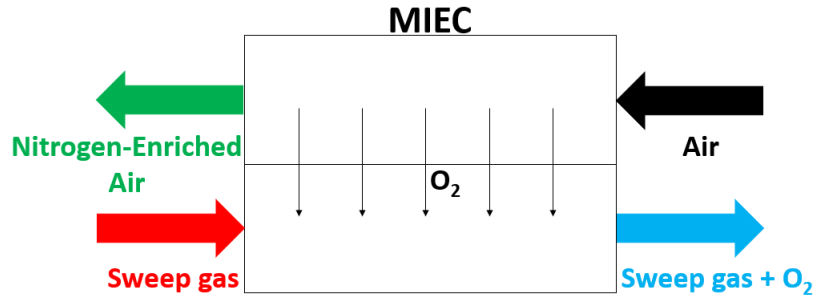 MIEC
Nitrogen-Enriched
Air
Air
O₂
Sweep gas
Sweep gas + O₂